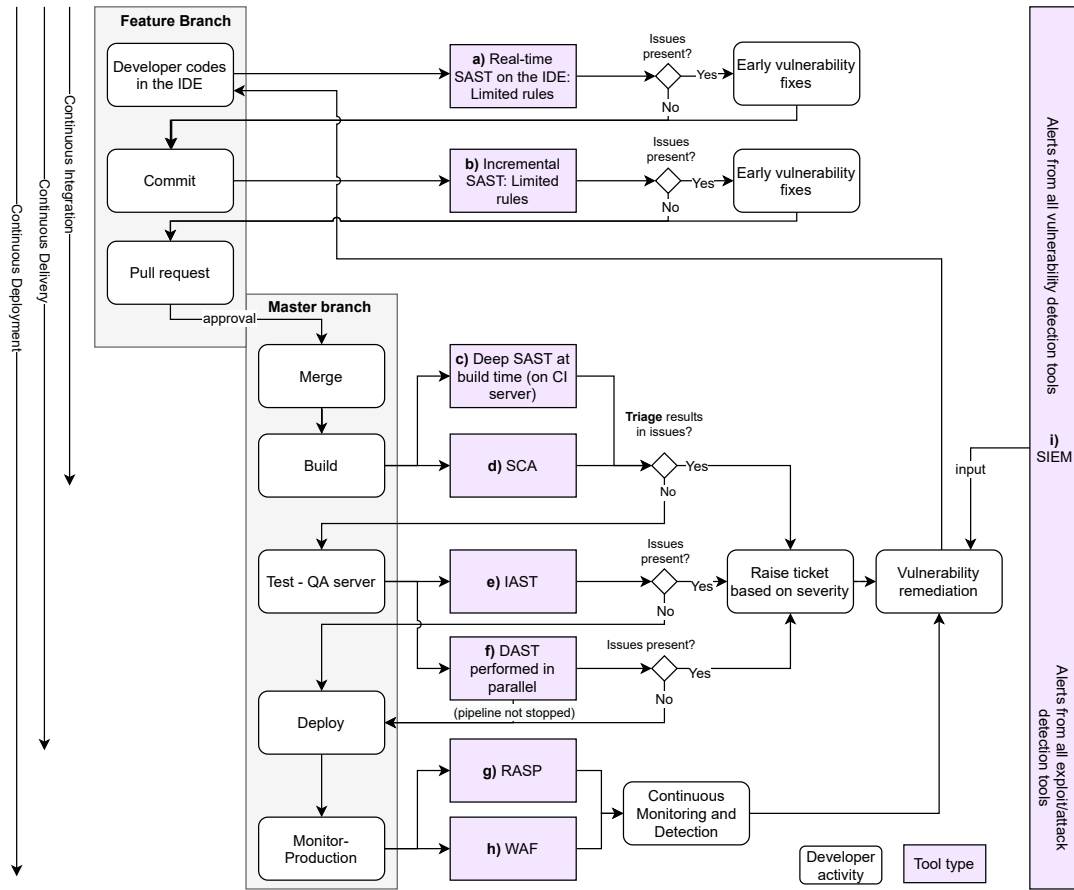 Continuous Deployment
Continuous Delivery
Continuous Integration
Feature Branch
Developer codes
in the IDE
a) Real-time
SAST on the IDE:
Limited rules
Issues
present?
Yes
No
Early vulnerability
fixes
Commit
b) Incremental
SAST: Limited
rules
Issues
present?
Yes
No
Early vulnerability
fixes
Pull request
approval
Master branch
Merge
c) Deep SAST at
build time (on CI
server)
Triage results
in issues?
Build
d) SCA
Yes
No
Test - QA server
e) IAST
Issues
present?
Yes
No
Raise ticket
based on severity
Vulnerability
remediation
input
f) DAST
performed in
parallel
Issues present?
Yes
No
(pipeline not stopped)
Deploy
g) RASP
Continuous
Monitoring and
Detection
Monitor-
Production
h) WAF
Alerts from all vulnerability detection tools
i)
SIEM
Alerts from all exploit/attack
detection tools
Developer
activity
Tool type